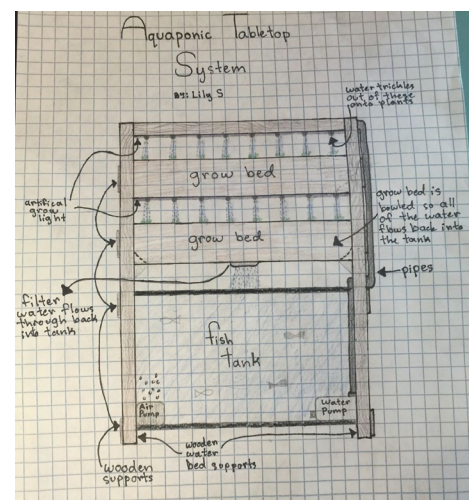 Aquaponic Tabletop
System
By: Lily S
water trickles
out of these
onto plants
grow bed
artifical
grow
light
grow bed is
bowled so all
of the water
flows back into
the tank
grow bed
pipes
filter
water flows
through back
into tank
fish
tank
Air
Pump
Water
Pump
wooden
supports
wooden
water
bed supports